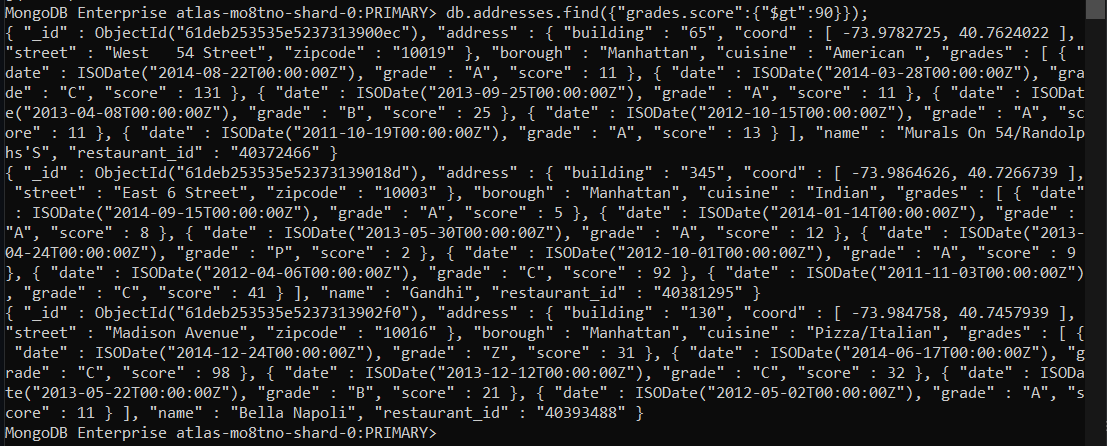 MongoDB Enterprise atlas-mo8tno-shard-0:PRIMARY> db.addresses.find({"grades.score":{"$gt":90}});
{ "_id" : ObjectId("61deb253535e5237313900ec"), "address" : { "building" : "65", "coord" : [ -73.9782725, 40.7624022 ],
"street" : "West   54 Street", "zipcode" : "10019" }, "borough" : "Manhattan", "cuisine" : "American ", "grades" : [ { "
date" : ISODate("2014-08-22T00:00:00Z"), "grade" : "A", "score" : 11 }, { "date" : ISODate("2014-03-28T00:00:00Z"), "gra
de" : "C", "score" : 131 }, { "date" : ISODate("2013-09-25T00:00:00Z"), "grade" : "A", "score" : 11 }, { "date" : ISODat
e("2013-04-08T00:00:00Z"), "grade" : "B", "score" : 25 }, { "date" : ISODate("2012-10-15T00:00:00Z"), "grade" : "A", "sc
ore" : 11 }, { "date" : ISODate("2011-10-19T00:00:00Z"), "grade" : "A", "score" : 13 } ], "name" : "Murals On 54/Randolp
hs'S", "restaurant_id" : "40372466" }
{ "_id" : ObjectId("61deb253535e52373139018d"), "address" : { "building" : "345", "coord" : [ -73.9864626, 40.7266739 ],
 "street" : "East 6 Street", "zipcode" : "10003" }, "borough" : "Manhattan", "cuisine" : "Indian", "grades" : [ { "date"
 : ISODate("2014-09-15T00:00:00Z"), "grade" : "A", "score" : 5 }, { "date" : ISODate("2014-01-14T00:00:00Z"), "grade" :
"A", "score" : 8 }, { "date" : ISODate("2013-05-30T00:00:00Z"), "grade" : "A", "score" : 12 }, { "date" : ISODate("2013-
04-24T00:00:00Z"), "grade" : "P", "score" : 2 }, { "date" : ISODate("2012-10-01T00:00:00Z"), "grade" : "A", "score" : 9
}, { "date" : ISODate("2012-04-06T00:00:00Z"), "grade" : "C", "score" : 92 }, { "date" : ISODate("2011-11-03T00:00:00Z")
, "grade" : "C", "score" : 41 } ], "name" : "Gandhi", "restaurant_id" : "40381295" }
{ "_id" : ObjectId("61deb253535e5237313902f0"), "address" : { "building" : "130", "coord" : [ -73.984758, 40.7457939 ],
"street" : "Madison Avenue", "zipcode" : "10016" }, "borough" : "Manhattan", "cuisine" : "Pizza/Italian", "grades" : [ {
 "date" : ISODate("2014-12-24T00:00:00Z"), "grade" : "Z", "score" : 31 }, { "date" : ISODate("2014-06-17T00:00:00Z"), "g
rade" : "C", "score" : 98 }, { "date" : ISODate("2013-12-12T00:00:00Z"), "grade" : "C", "score" : 32 }, { "date" : ISODa
te("2013-05-22T00:00:00Z"), "grade" : "B", "score" : 21 }, { "date" : ISODate("2012-05-02T00:00:00Z"), "grade" : "A", "s
core" : 11 } ], "name" : "Bella Napoli", "restaurant_id" : "40393488" }
MongoDB Enterprise atlas-mo8tno-shard-0:PRIMARY>